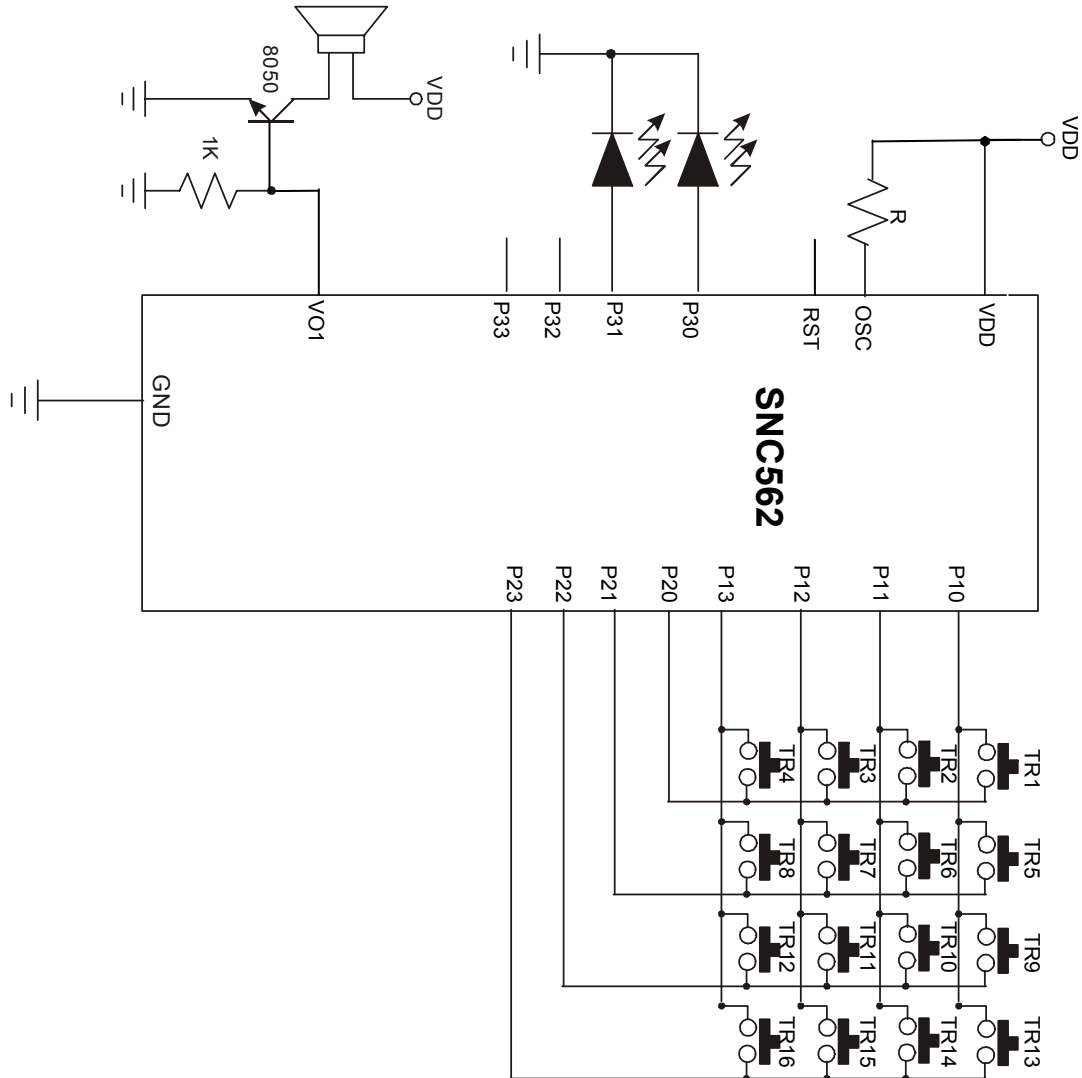 8050
VDD
VDD
1K
R
VO1
P33
P32
P31
P30
RST
OSC
VDD
GND
SNC562
P23
P22
P21
P20
P13
P12
P11
P10
TR4
TR3
TR2
TR1
TR8
TR7
TR6
TR5
TR12
TR11
TR10
TR9
TR16
TR15
TR14
TR13